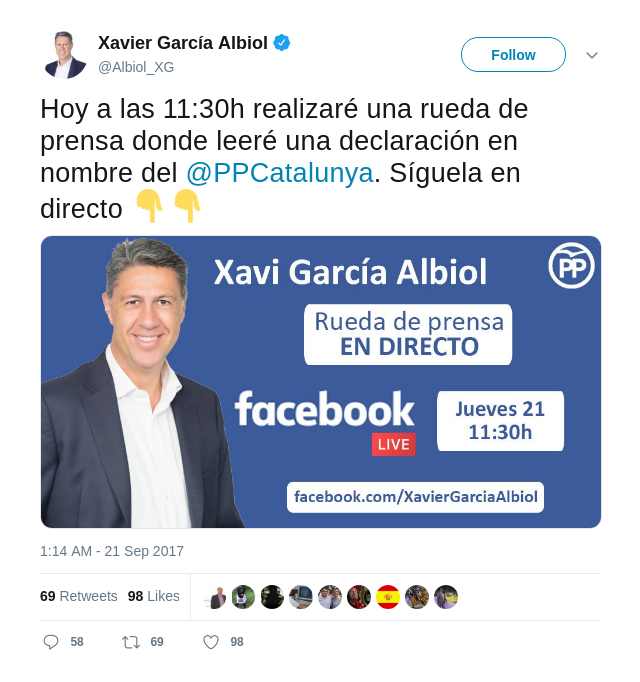 Xavier García Albiol
@Albiol_XG
Follow
Hoy a las 11:30h realizaré una rueda de
prensa donde leeré una declaración en
nombre del @PPCatalunya. Síguela en
directo 👇👇
Xavi García Albiol
PP
Rueda de prensa
EN DIRECTO
facebook
LIVE
Jueves 21
11:30h
facebook.com/XavierGarciaAlbiol
1:14 AM - 21 Sep 2017
69 Retweets 98 Likes
58 69 98